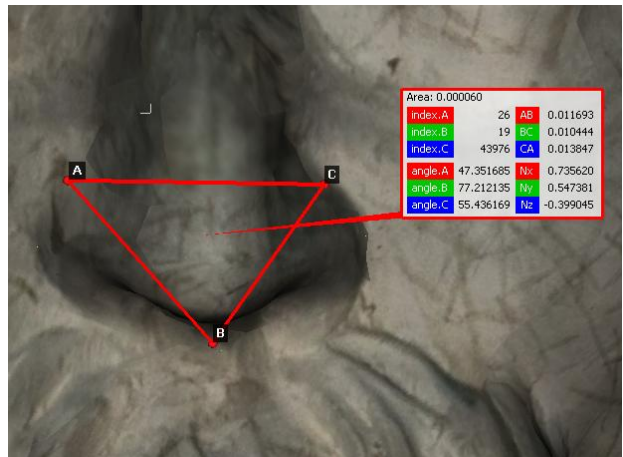 A
C
B
Area: 0.000060
index.A 26 AB 0.011693
index.B 19 BC 0.010444
index.C 43976 CA 0.013847
angle.A 47.351685 Nx 0.735620
angle.B 77.212135 Ny 0.547381
angle.C 55.436169 Nz -0.399045